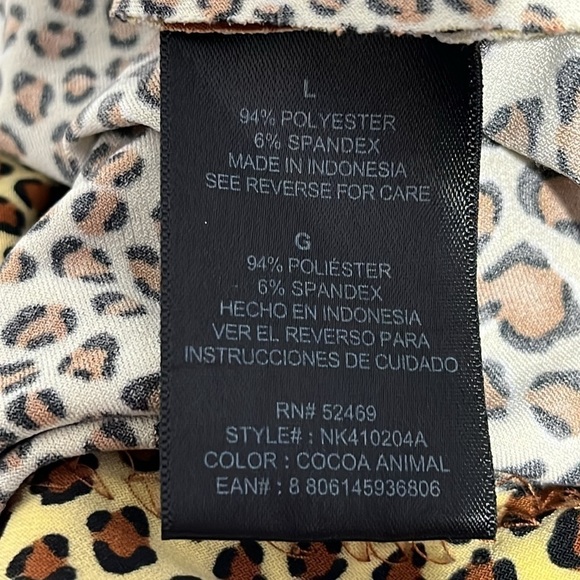 L
94% POLYESTER
6% SPANDEX
MADE IN INDONESIA
SEE REVERSE FOR CARE
G
94% POLIÉSTER
6% SPANDEX
HECHO EN INDONESIA
VER EL REVERSO PARA
INSTRUCCIONES DE CUIDADO
RN# 52469
STYLE# : NK410204A
COLOR : COCOA ANIMAL
EAN# : 8 806145936806